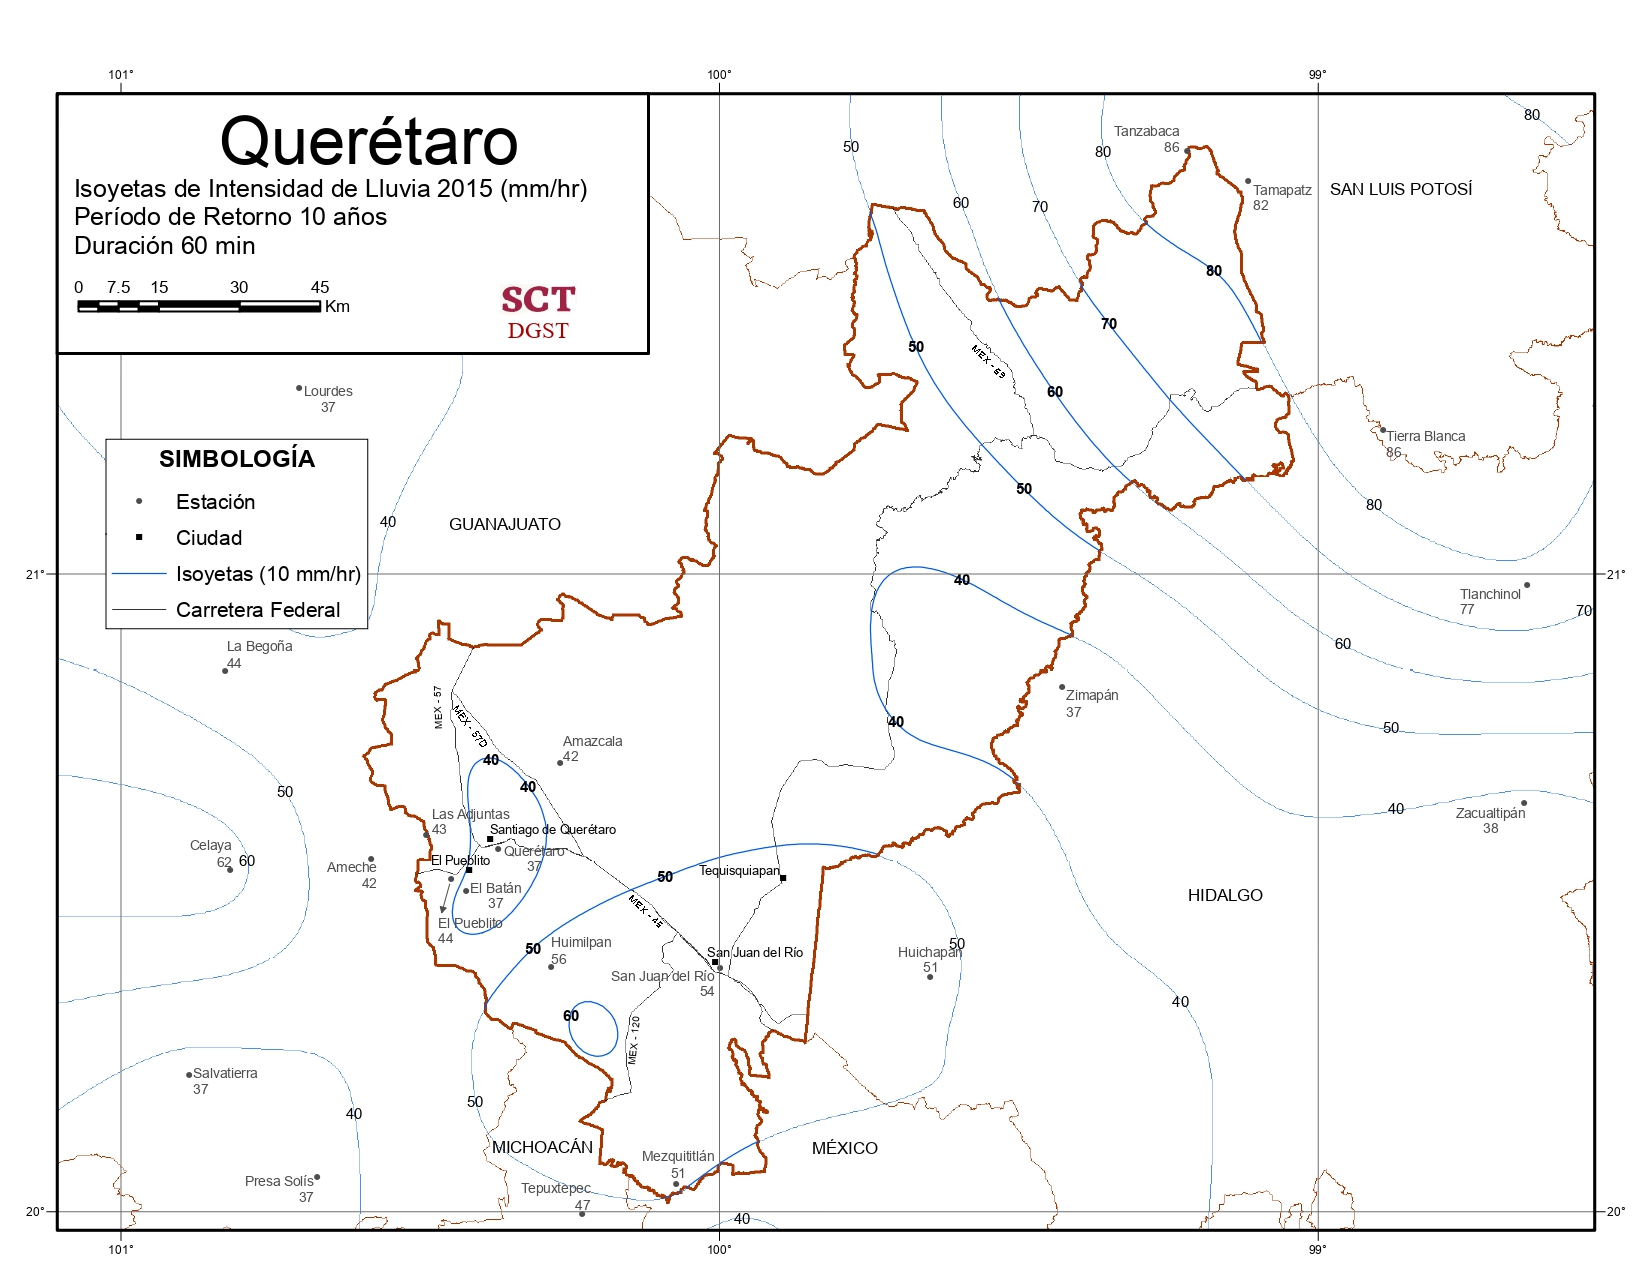 101°
100°
99°
Querétaro
Isoyetas de Intensidad de Lluvia 2015 (mm/hr)
Período de Retorno 10 años
Duración 60 min
0 7.5 15 30 45
Km
SCT
DGST
80
50
80
Tanzabaca
86
Tamapatz
82
SAN LUIS POTOSÍ
60
70
80
70
50
MEX - 69
60
Lourdes
37
SIMBOLOGÍA
Estación
Ciudad
Isoyetas (10 mm/hr)
Carretera Federal
40
GUANAJUATO
Tierra Blanca
86
50
80
21°
21°
40
Tlanchinol
77
70
60
La Begoña
44
MEX - 57
MEX - 57D
Zimapán
37
40
50
Amazcala
42
40
40
50
Las Adjuntas
43
Santiago de Querétaro
40
Zacualtipán
38
Celaya
62
60
Ameche
42
El Pueblito
Querétaro
37
El Batán
37
50
Tequisquiapan
HIDALGO
El Pueblito
44
MEX - 45
50
Huimilpan
56
San Juan del Río
San Juan del Río
54
Huichapan
51
50
60
40
MEX - 120
Salvatierra
37
40
50
MICHOACÁN
Mezquititlán
51
MÉXICO
Presa Solís
37
Tepuxtepec
47
20°
20°
40
101°
100°
99°